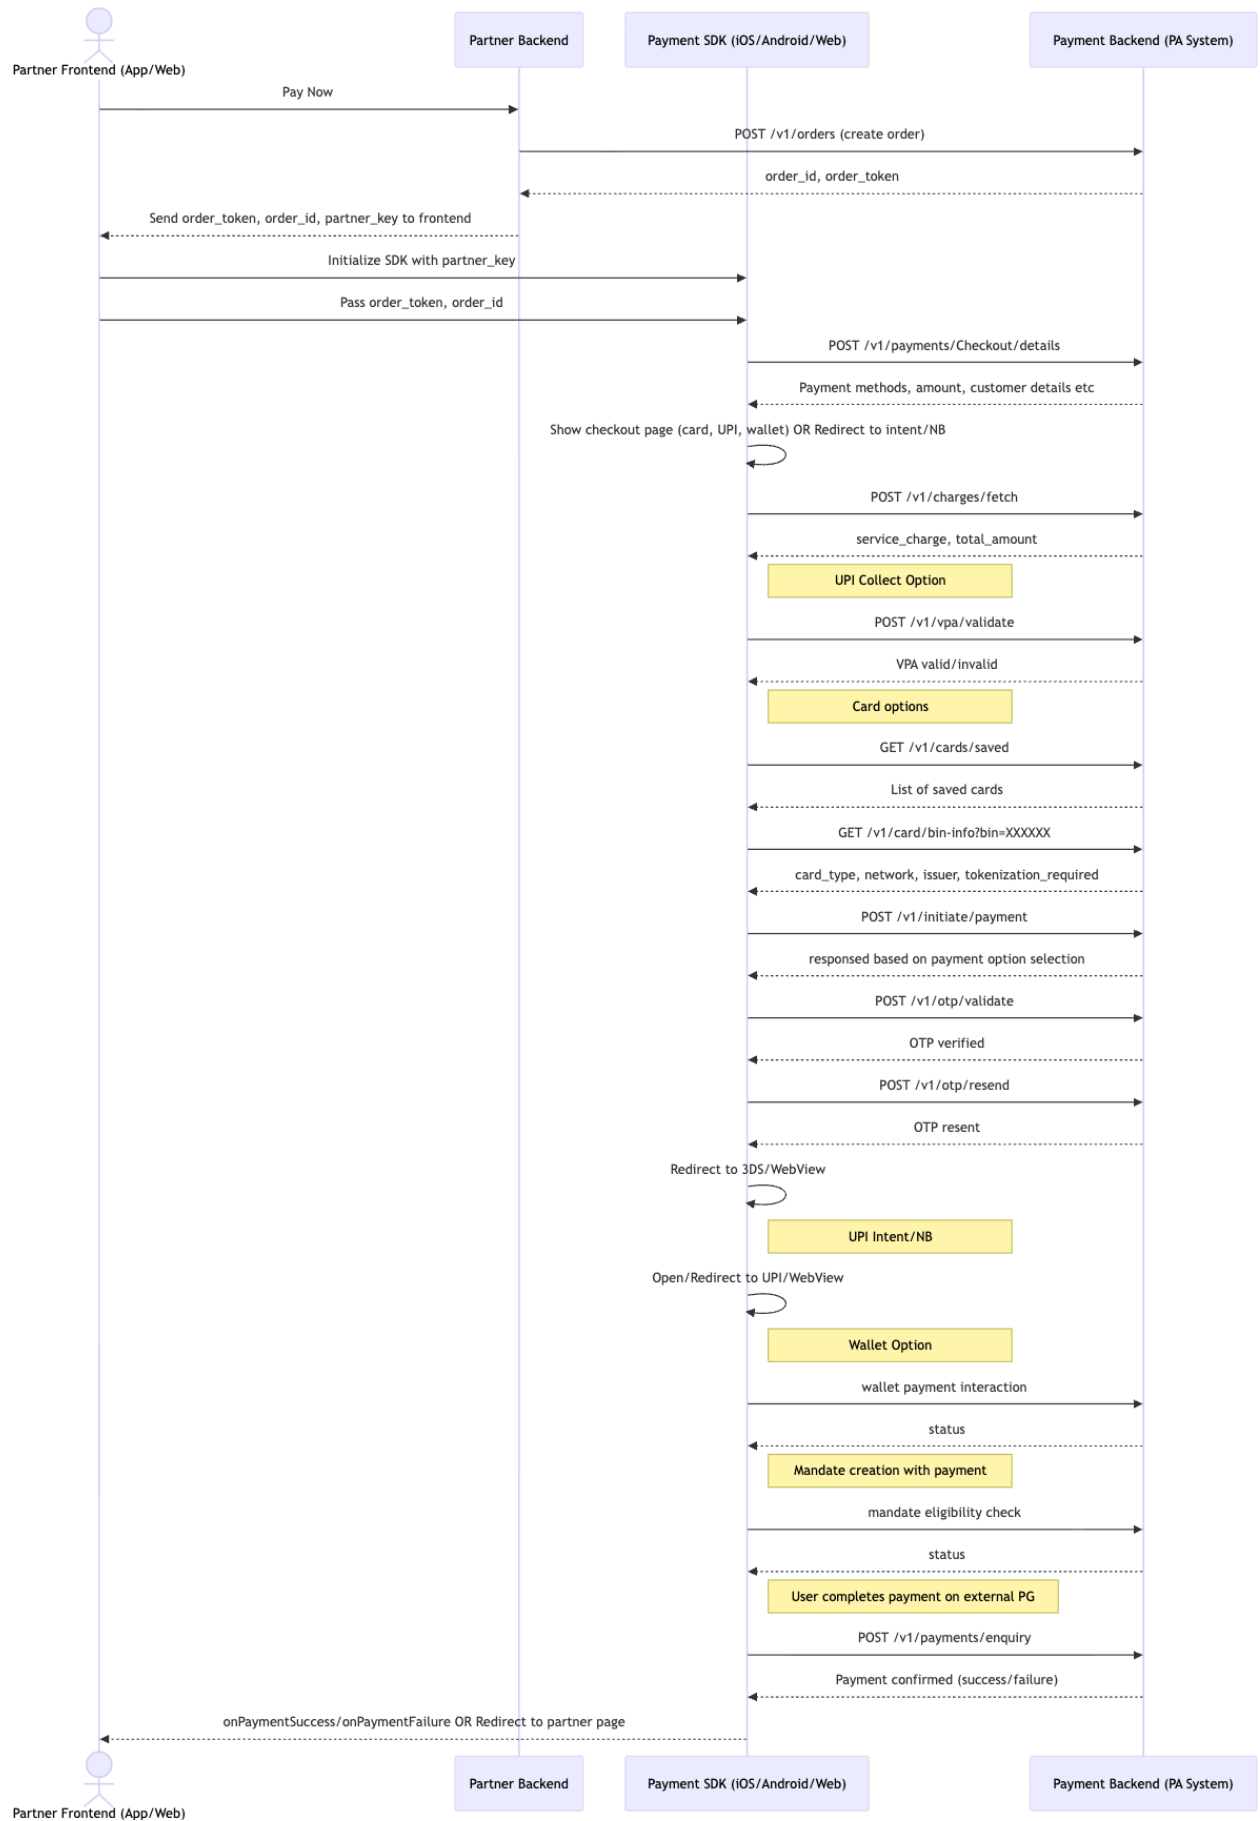 Partner Frontend (App/Web)
Partner Backend
Payment SDK (iOS/Android/Web)
Payment Backend (PA System)
Pay Now
POST /v1/orders (create order)
order_id, order_token
Send order_token, order_id, partner_key to frontend
Initialize SDK with partner_key
Pass order_token, order_id
POST /v1/payments/Checkout/details
Payment methods, amount, customer details etc
Show checkout page (card, UPI, wallet) OR Redirect to intent/NB
POST /v1/charges/fetch
service_charge, total_amount
UPI Collect Option
POST /v1/vpa/validate
VPA valid/invalid
Card options
GET /v1/cards/saved
List of saved cards
GET /v1/card/bin-info?bin=XXXXXX
card_type, network, issuer, tokenization_required
POST /v1/initiate/payment
responsed based on payment option selection
POST /v1/otp/validate
OTP verified
POST /v1/otp/resend
OTP resent
Redirect to 3DS/WebView
UPI Intent/NB
Open/Redirect to UPI/WebView
Wallet Option
wallet payment interaction
status
Mandate creation with payment
mandate eligibility check
status
User completes payment on external PG
POST /v1/payments/enquiry
Payment confirmed (success/failure)
onPaymentSuccess/onPaymentFailure OR Redirect to partner page
Partner Frontend (App/Web)
Partner Backend
Payment SDK (iOS/Android/Web)
Payment Backend (PA System)